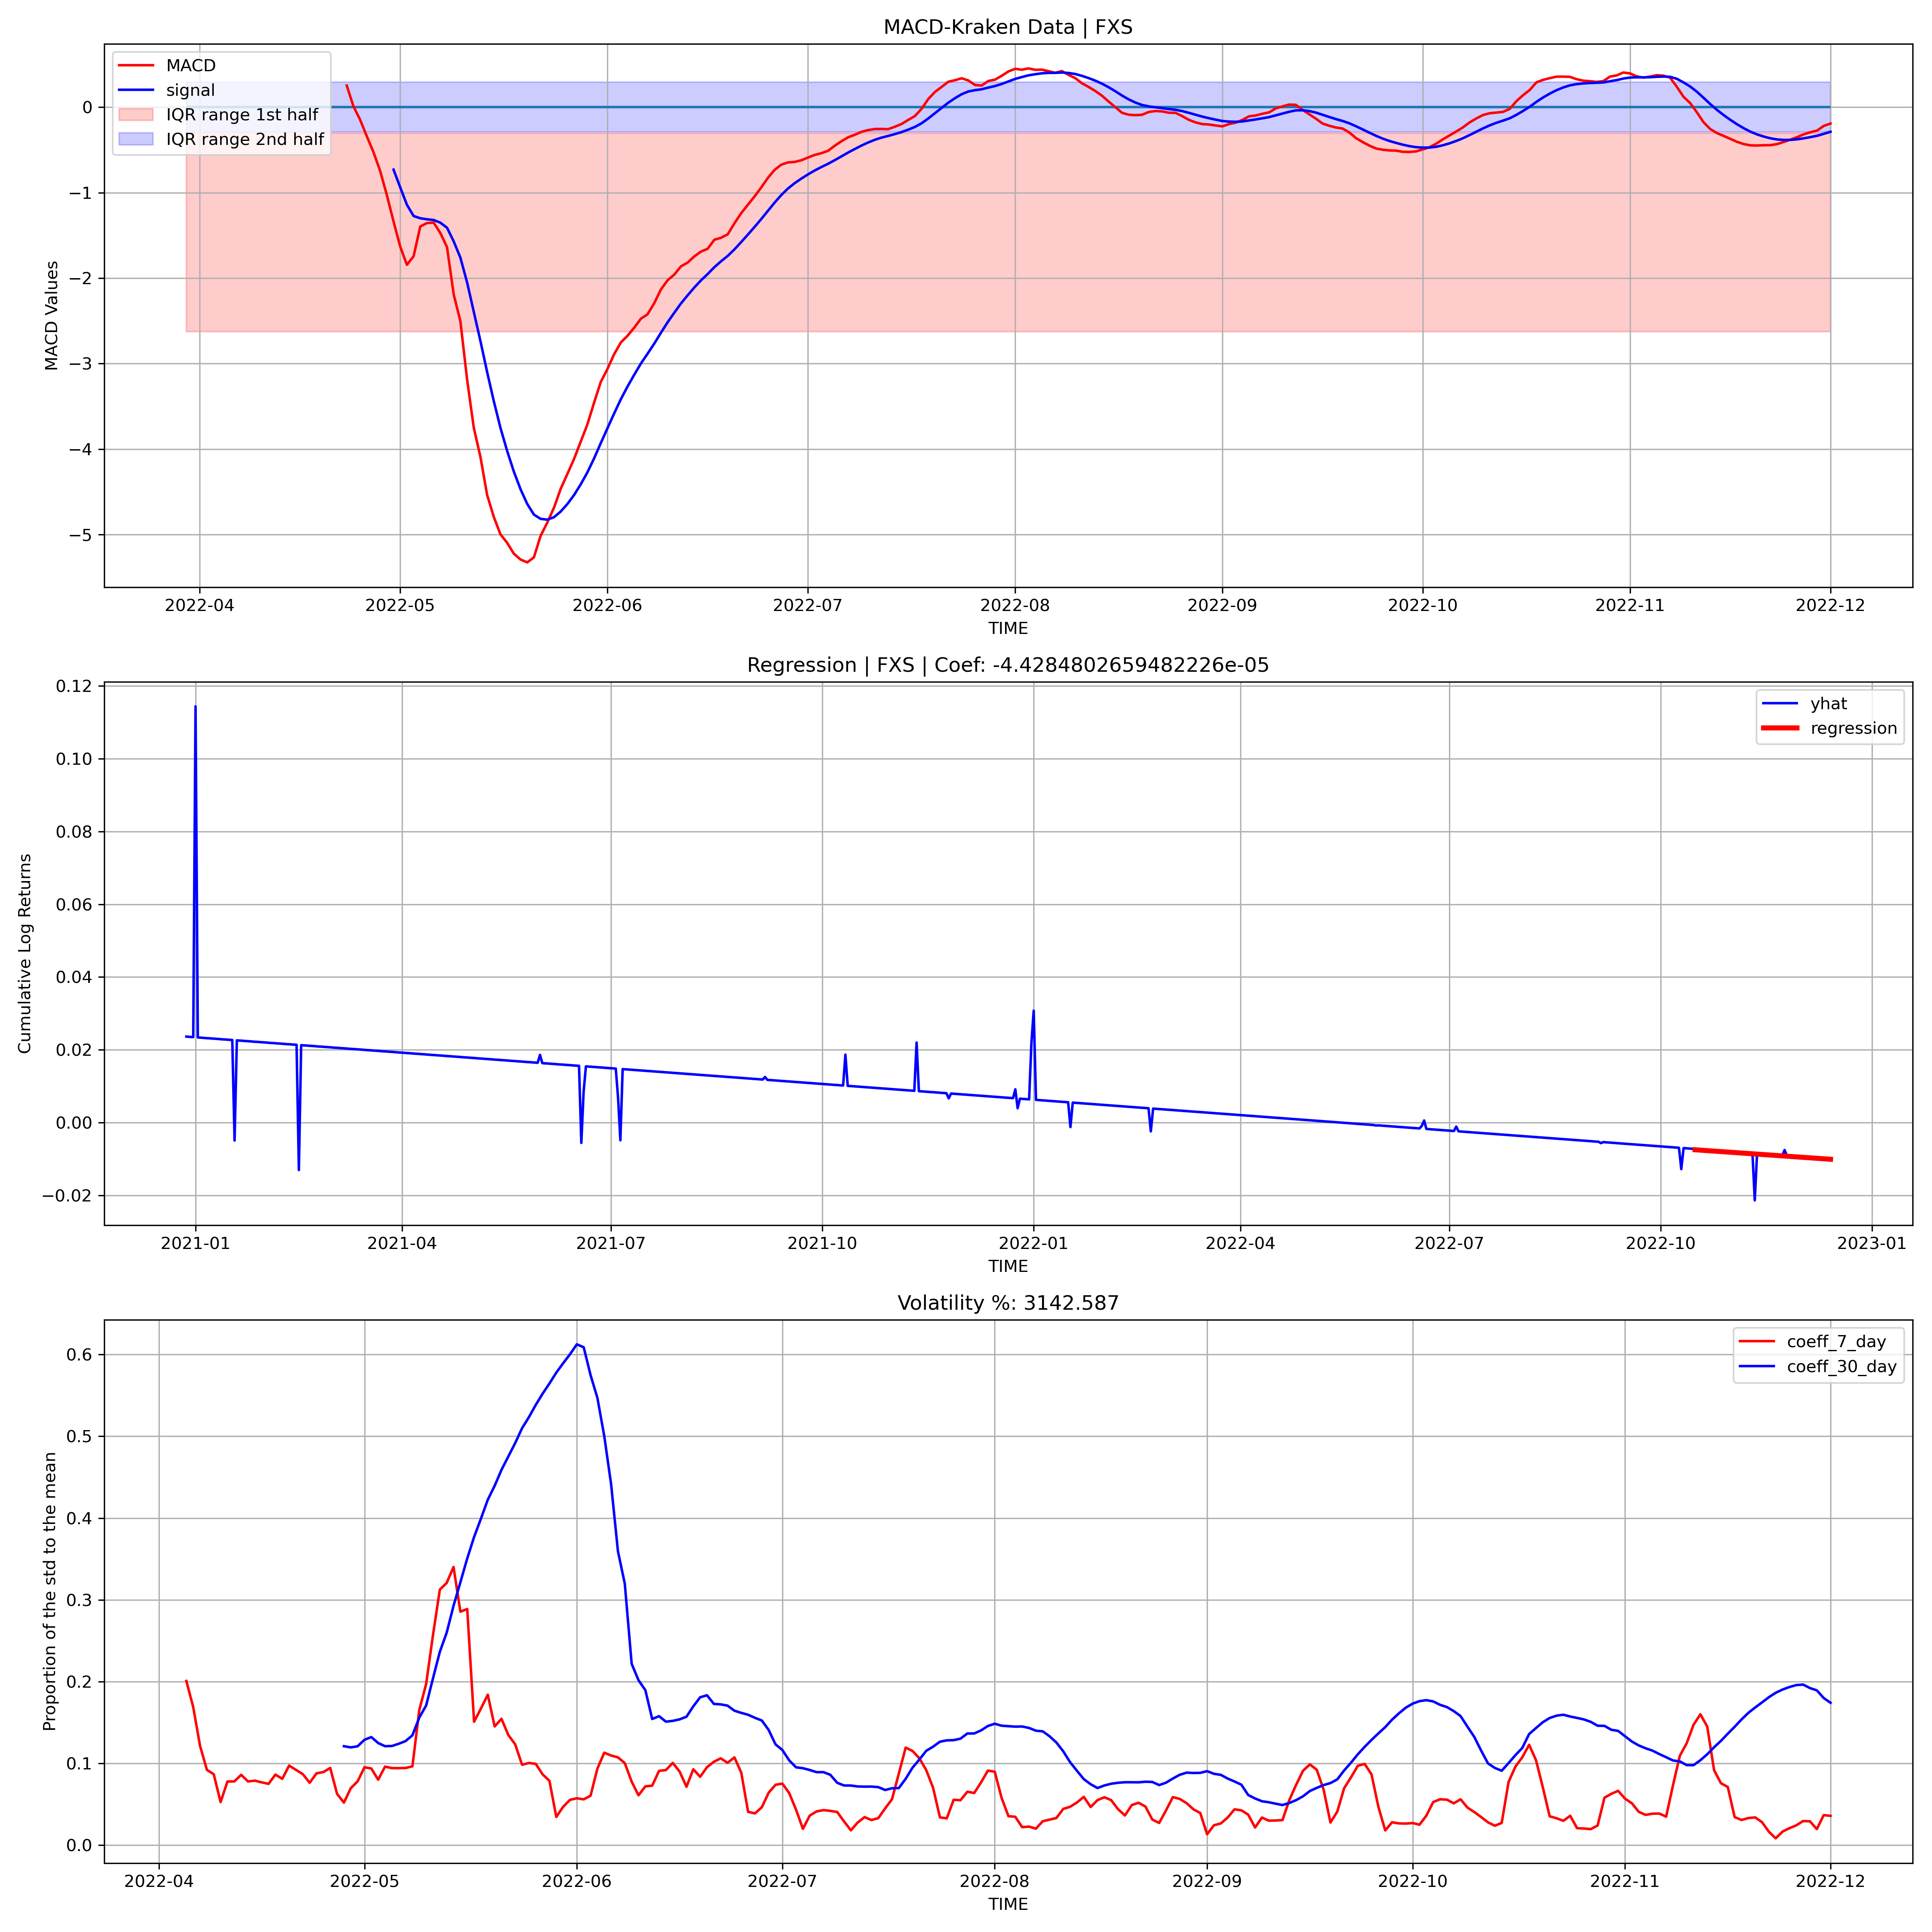 MACD-Kraken Data | FXS
MACD
signal
IQR range 1st half
IQR range 2nd half
MACD Values
0
−1
−2
−3
−4
−5
2022-04 2022-05 2022-06 2022-07 2022-08 2022-09 2022-10 2022-11 2022-12
TIME
Regression | FXS | Coef: -4.4284802659482226e-05
yhat
regression
Cumulative Log Returns
0.12
0.10
0.08
0.06
0.04
0.02
0.00
−0.02
2021-01 2021-04 2021-07 2021-10 2022-01 2022-04 2022-07 2022-10 2023-01
TIME
Volatility %: 3142.587
coeff_7_day
coeff_30_day
Proportion of the std to the mean
0.6
0.5
0.4
0.3
0.2
0.1
0.0
2022-04 2022-05 2022-06 2022-07 2022-08 2022-09 2022-10 2022-11 2022-12
TIME